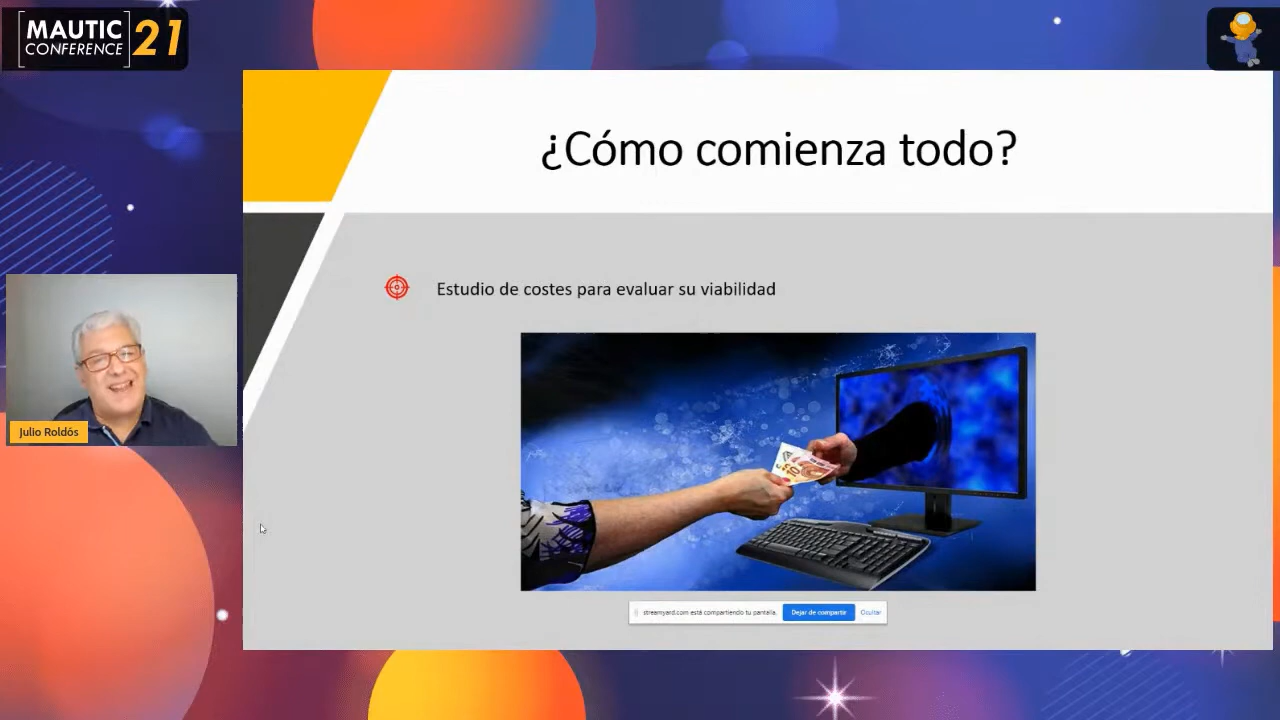 MAUTIC
CONFERENCE
21
¿Cómo comienza todo?
Estudio de costes para evaluar su viabilidad
10
Julio Roldós
streamyard.com está compartiendo tu pantalla.
Dejar de compartir
Ocultar